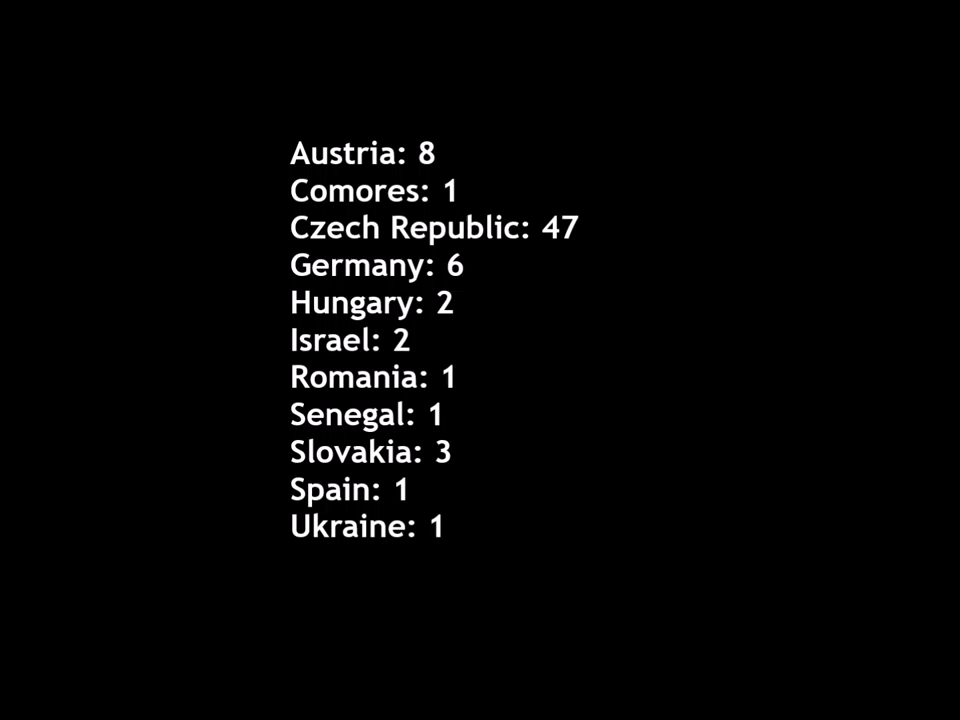 Austria: 8
Comores: 1
Czech Republic: 47
Germany: 6
Hungary: 2
Israel: 2
Romania: 1
Senegal: 1
Slovakia: 3
Spain: 1
Ukraine: 1